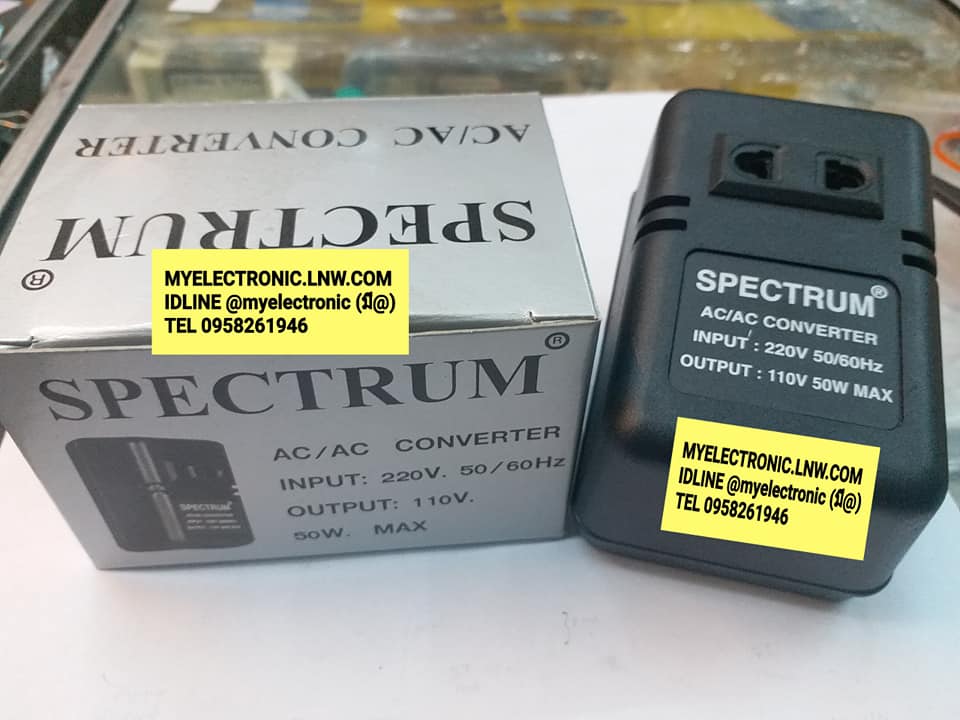 AC/AC CONVERTER
SPECTRUM®
MYELECTRONIC.LNW.COM
IDLINE @myelectronic (มี@)
TEL 0958261946
SPECTRUM®
AC/AC CONVERTER
INPUT: 220V. 50/60Hz
OUTPUT: 110V.
50W. MAX
SPECTRUM®
SPECTRUM®
AC/AC CONVERTER
INPUT : 220V 50/60Hz
OUTPUT : 110V 50W MAX
MYELECTRONIC.LNW.COM
IDLINE @myelectronic (มี@)
TEL 0958261946